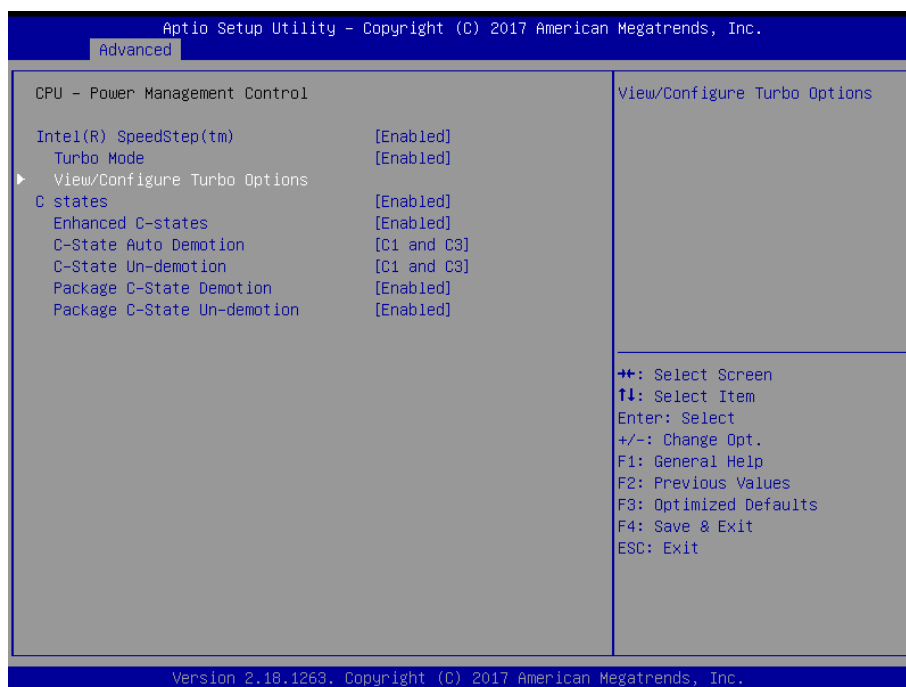 Aptio Setup Utility – Copyright (C) 2017 American Megatrends, Inc.
Advanced
CPU – Power Management Control
Intel(R) SpeedStep(tm) [Enabled]
Turbo Mode [Enabled]
View/Configure Turbo Options
C states [Enabled]
Enhanced C-states [Enabled]
C-State Auto Demotion [C1 and C3]
C-State Un-demotion [C1 and C3]
Package C-State Demotion [Enabled]
Package C-State Un-demotion [Enabled]
View/Configure Turbo Options
→←: Select Screen
↑↓: Select Item
Enter: Select
+/-: Change Opt.
F1: General Help
F2: Previous Values
F3: Optimized Defaults
F4: Save & Exit
ESC: Exit
Version 2.18.1263. Copyright (C) 2017 American Megatrends, Inc.